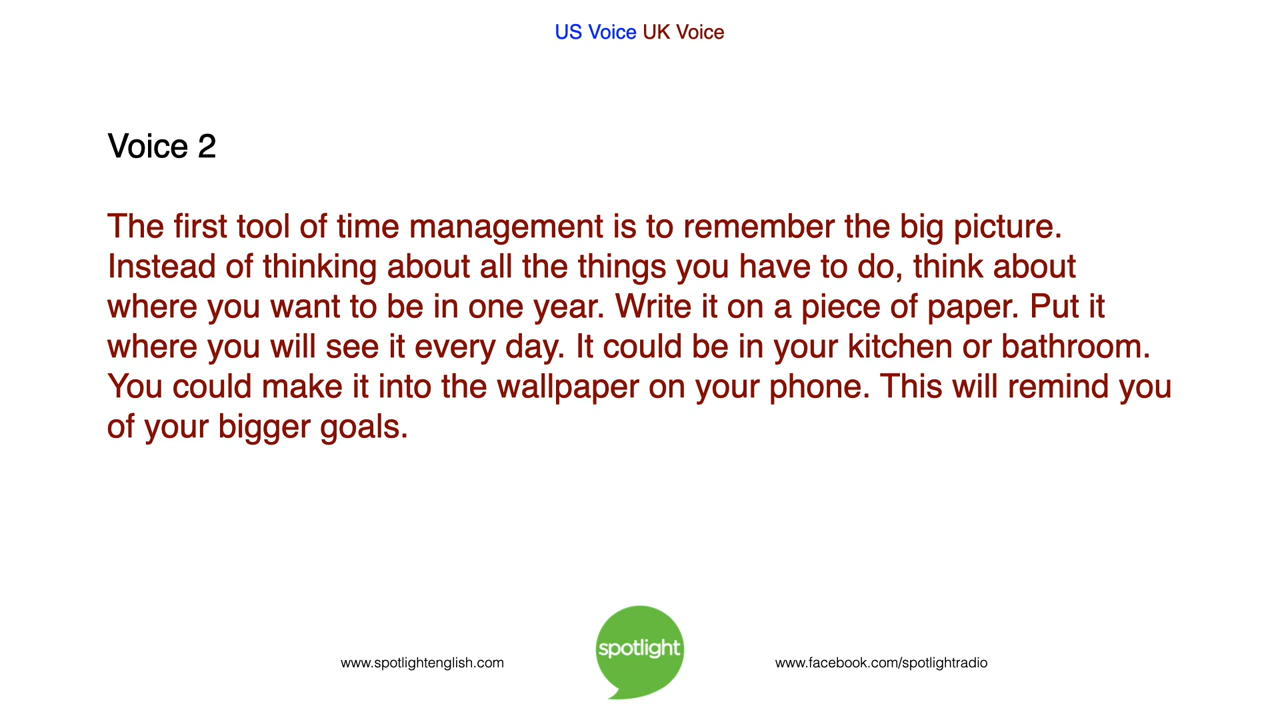 US Voice UK Voice
Voice 2
The first tool of time management is to remember the big picture.
Instead of thinking about all the things you have to do, think about
where you want to be in one year. Write it on a piece of paper. Put it
where you will see it every day. It could be in your kitchen or bathroom.
You could make it into the wallpaper on your phone. This will remind you
of your bigger goals.
spotlight
www.spotlightenglish.com
www.facebook.com/spotlightradio